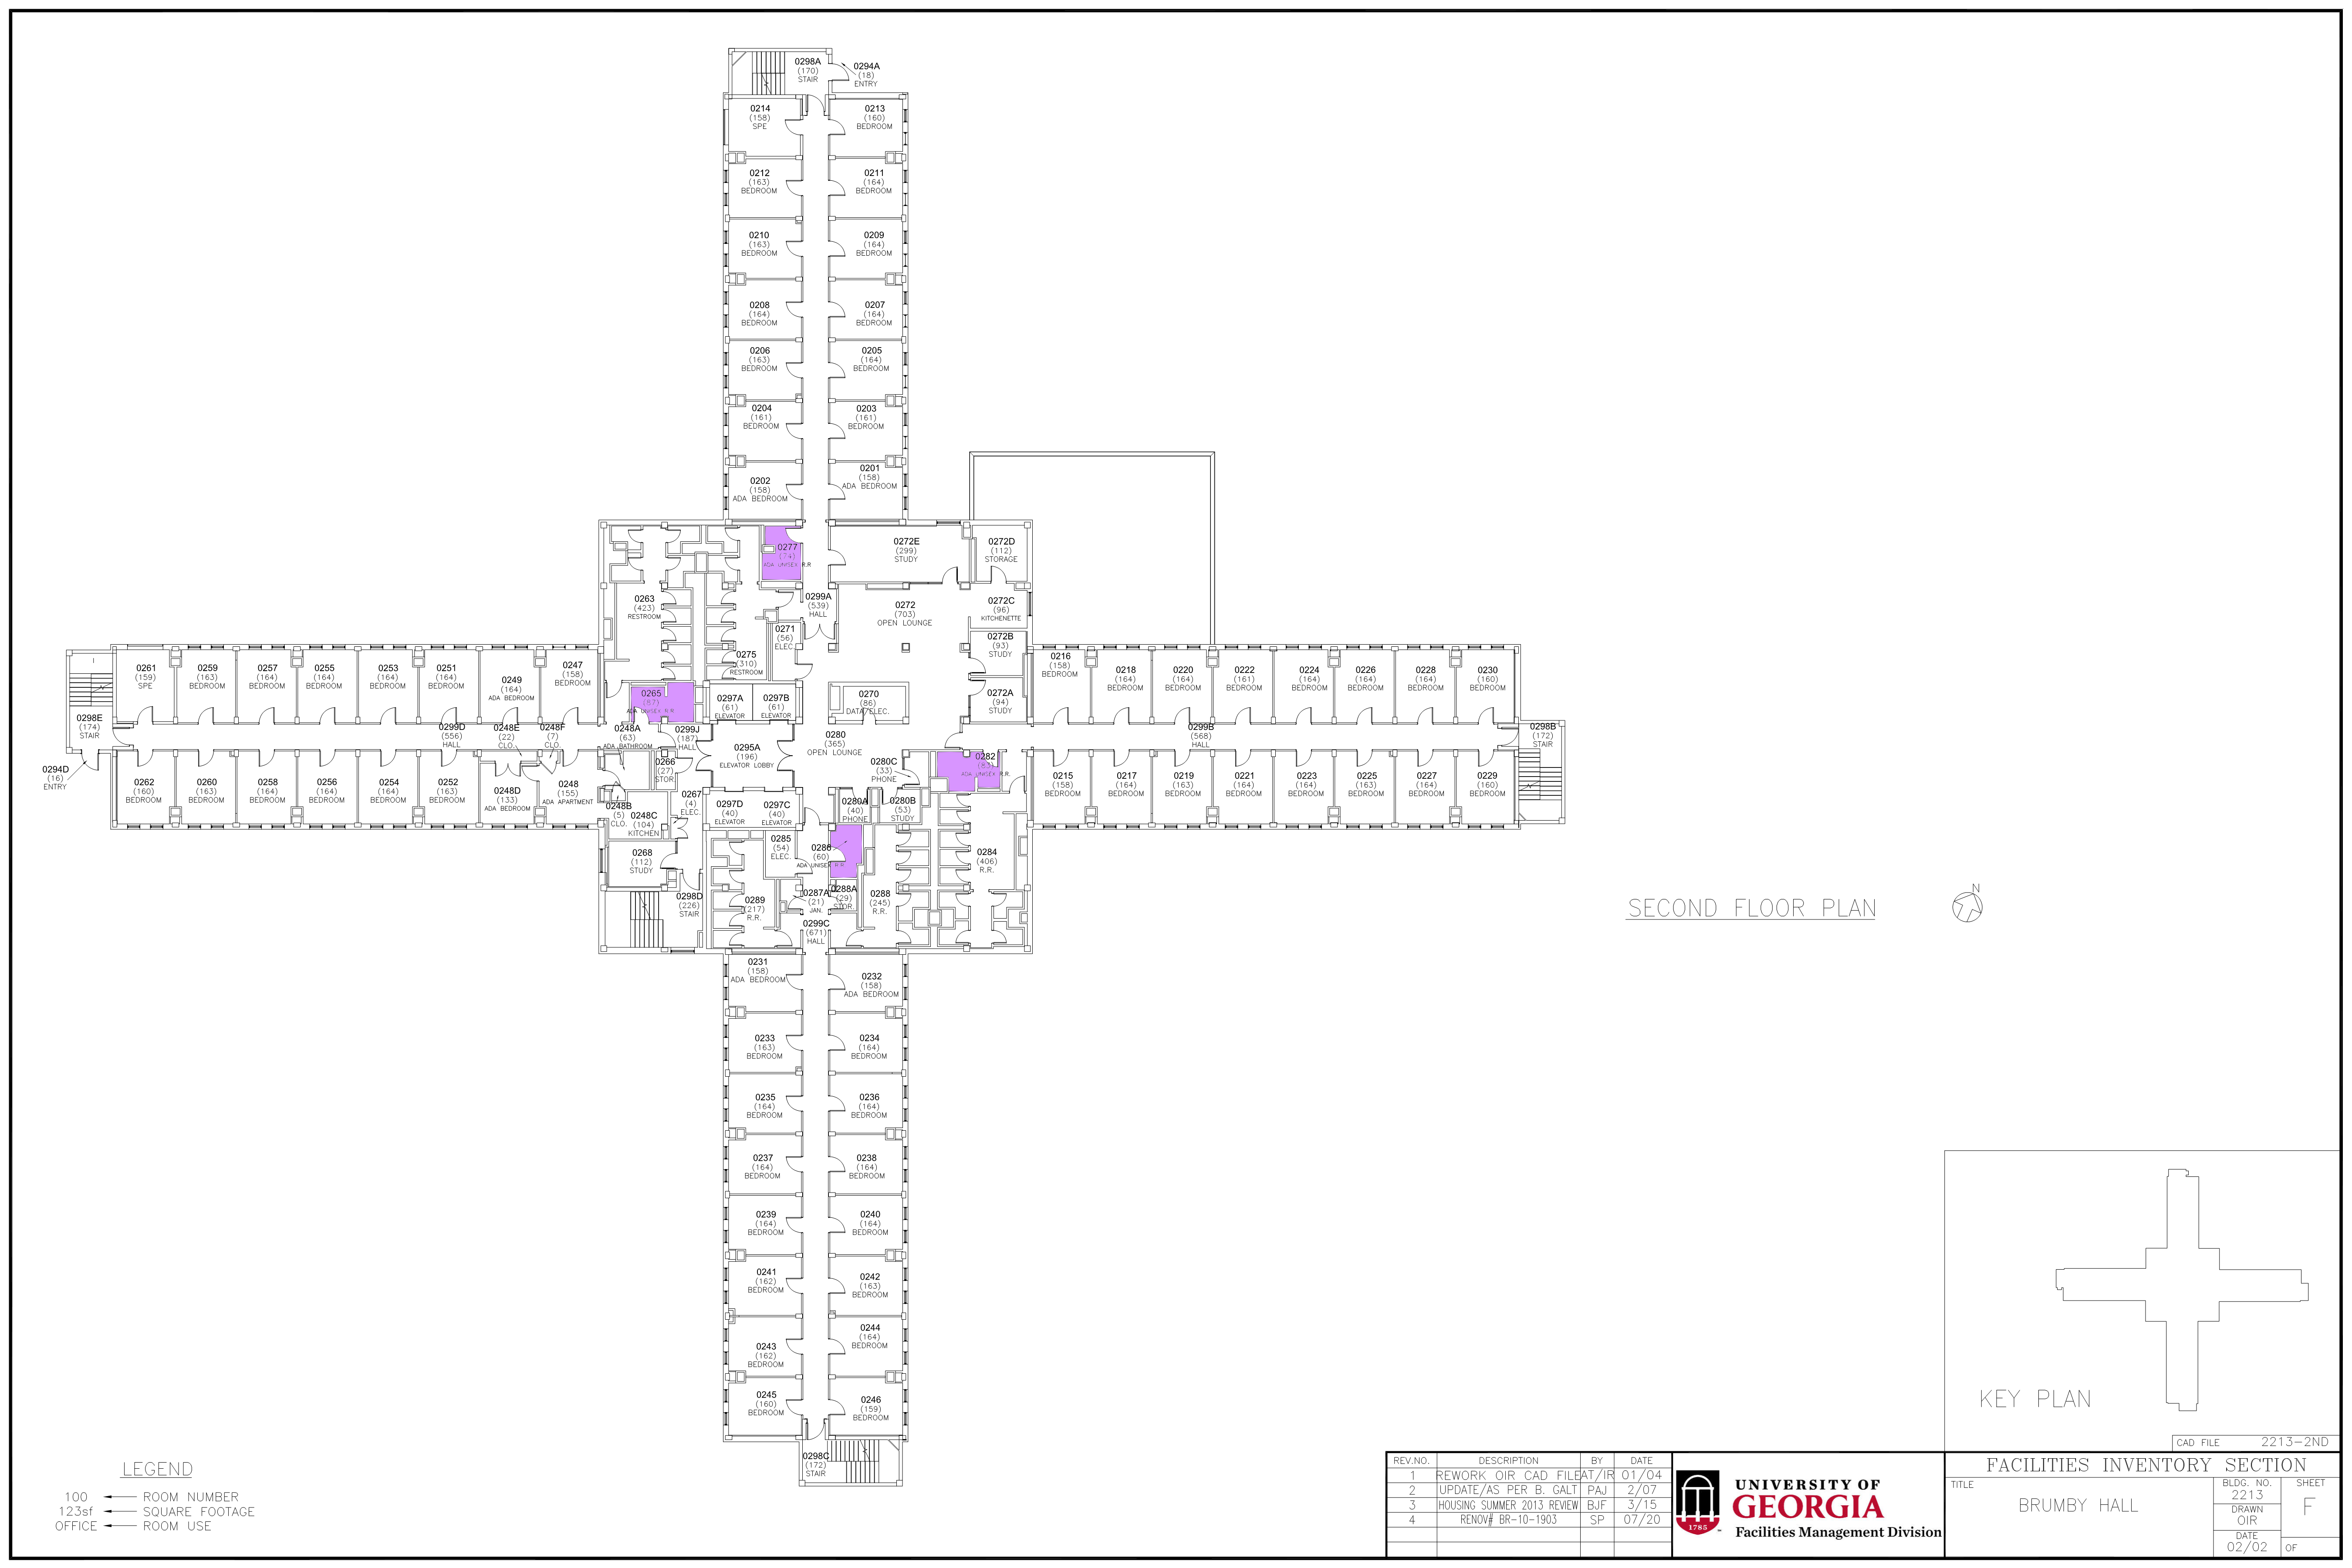 0298A
(170)
STAIR
0294A
(18)
ENTRY
0214
(158)
SPE
0213
(160)
BEDROOM
0212
(163)
BEDROOM
0211
(164)
BEDROOM
0210
(163)
BEDROOM
0209
(164)
BEDROOM
0208
(164)
BEDROOM
0207
(164)
BEDROOM
0206
(163)
BEDROOM
0205
(164)
BEDROOM
0204
(161)
BEDROOM
0203
(161)
BEDROOM
0202
(158)
ADA BEDROOM
0201
(158)
ADA BEDROOM
0277
(74)
ADA UNISEX R.R
0272E
(299)
STUDY
0272D
(112)
STORAGE
0263
(423)
RESTROOM
0299A
(539)
HALL
0272
(703)
OPEN LOUNGE
0272C
(96)
KITCHENETTE
0271
(56)
ELEC.
0275
(310)
RESTROOM
0272B
(93)
STUDY
0272A
(94)
STUDY
0261
(159)
SPE
0259
(163)
BEDROOM
0257
(164)
BEDROOM
0255
(164)
BEDROOM
0253
(164)
BEDROOM
0251
(164)
BEDROOM
0249
(164)
ADA BEDROOM
0247
(158)
BEDROOM
0265
(87)
ADA UNISEX R.R.
0297A
(61)
ELEVATOR
0297B
(61)
ELEVATOR
0270
(86)
DATA/ELEC.
0216
(158)
BEDROOM
0218
(164)
BEDROOM
0220
(164)
BEDROOM
0222
(161)
BEDROOM
0224
(164)
BEDROOM
0226
(164)
BEDROOM
0228
(164)
BEDROOM
0230
(160)
BEDROOM
0298E
(174)
STAIR
0299D
(556)
HALL
0248E
(22)
CLO.
0248F
(7)
CLO.
0248A
(63)
ADA BATHROOM
0299J
(187)
HALL
0295A
(196)
ELEVATOR LOBBY
0280
(365)
OPEN LOUNGE
0299B
(568)
HALL
0298B
(172)
STAIR
0294D
(16)
ENTRY
0262
(160)
BEDROOM
0260
(163)
BEDROOM
0258
(164)
BEDROOM
0256
(164)
BEDROOM
0254
(164)
BEDROOM
0252
(163)
BEDROOM
0248D
(133)
ADA BEDROOM
0248
(155)
ADA APARTMENT
0266
(27)
STOR.
0280C
(33)
PHONE
0282
(83)
ADA UNISEX R.R.
0215
(158)
BEDROOM
0217
(164)
BEDROOM
0219
(163)
BEDROOM
0221
(164)
BEDROOM
0223
(164)
BEDROOM
0225
(163)
BEDROOM
0227
(164)
BEDROOM
0229
(160)
BEDROOM
0248B
(5)
CLO.
0248C
(104)
KITCHEN
0267
(4)
ELEC.
0297D
(40)
ELEVATOR
0297C
(40)
ELEVATOR
0280A
(40)
PHONE
0280B
(53)
STUDY
0268
(112)
STUDY
0285
(54)
ELEC.
0286
(60)
ADA UNISEX R.R.
0284
(406)
R.R.
0298D
(226)
STAIR
0289
(217)
R.R.
0287A
(21)
JAN.
0288A
(29)
STOR.
0288
(245)
R.R.
0299C
(671)
HALL
0231
(158)
ADA BEDROOM
0232
(158)
ADA BEDROOM
0233
(163)
BEDROOM
0234
(164)
BEDROOM
0235
(164)
BEDROOM
0236
(164)
BEDROOM
0237
(164)
BEDROOM
0238
(164)
BEDROOM
0239
(164)
BEDROOM
0240
(164)
BEDROOM
0241
(162)
BEDROOM
0242
(163)
BEDROOM
0243
(162)
BEDROOM
0244
(164)
BEDROOM
0245
(160)
BEDROOM
0246
(159)
BEDROOM
0298C
(172)
STAIR
SECOND FLOOR PLAN
N
KEY PLAN
CAD FILE 2213-2ND
LEGEND
100 ROOM NUMBER
123sf SQUARE FOOTAGE
OFFICE ROOM USE
REV.NO. DESCRIPTION BY DATE
1 REWORK OIR CAD FILE AT/IR 01/04
2 UPDATE/AS PER B. GALT PAJ 2/07
3 HOUSING SUMMER 2013 REVIEW BJF 3/15
4 RENOV# BR-10-1903 SP 07/20
1785
UNIVERSITY OF
GEORGIA
Facilities Management Division
FACILITIES INVENTORY SECTION
TITLE
BRUMBY HALL
BLDG. NO.
2213
DRAWN
OIR
DATE
02/02
SHEET
F
OF